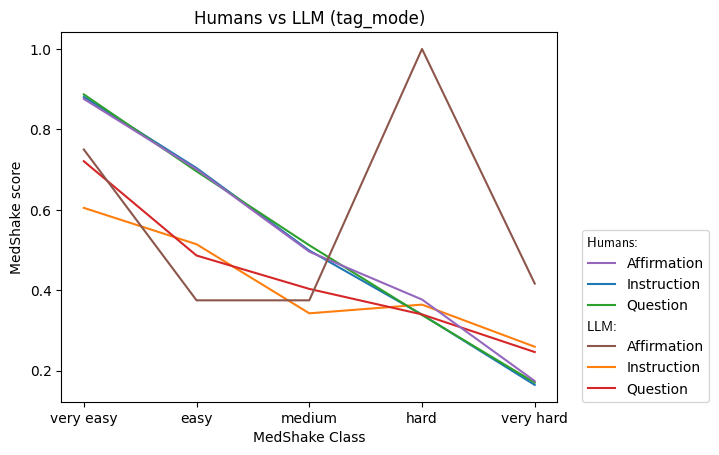 Humans vs LLM (tag_mode)
MedShake score
1.0
0.8
0.6
0.4
0.2
very easy
easy
medium
hard
very hard
MedShake Class
Humans:
Affirmation
Instruction
Question
LLM:
Affirmation
Instruction
Question